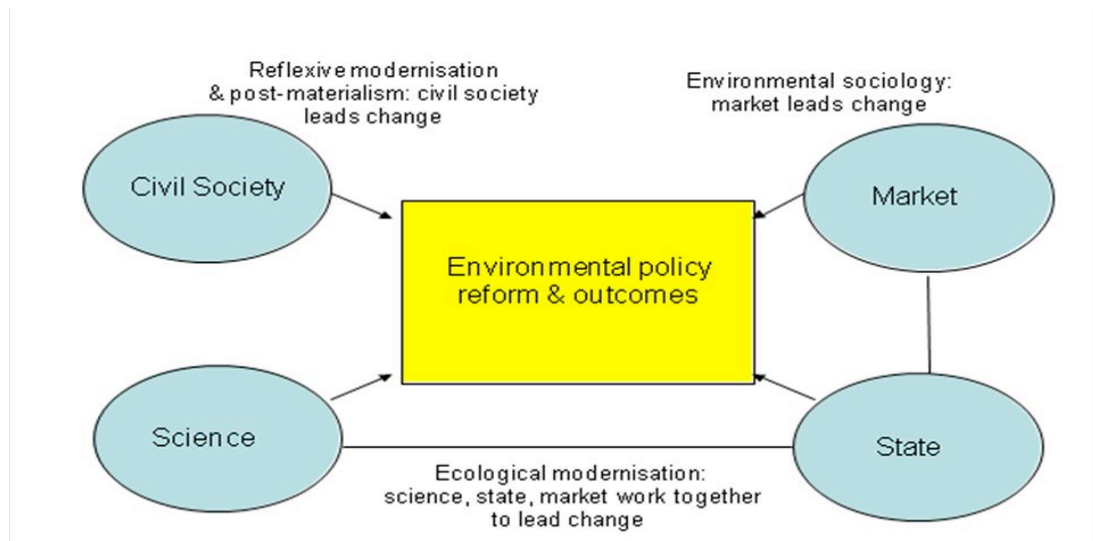 Reflexive modernisation
& post-materialism: civil society
leads change
Environmental sociology:
market leads change
Civil Society
Market
Environmental policy
reform & outcomes
Science
State
Ecological modernisation:
science, state, market work together
to lead change